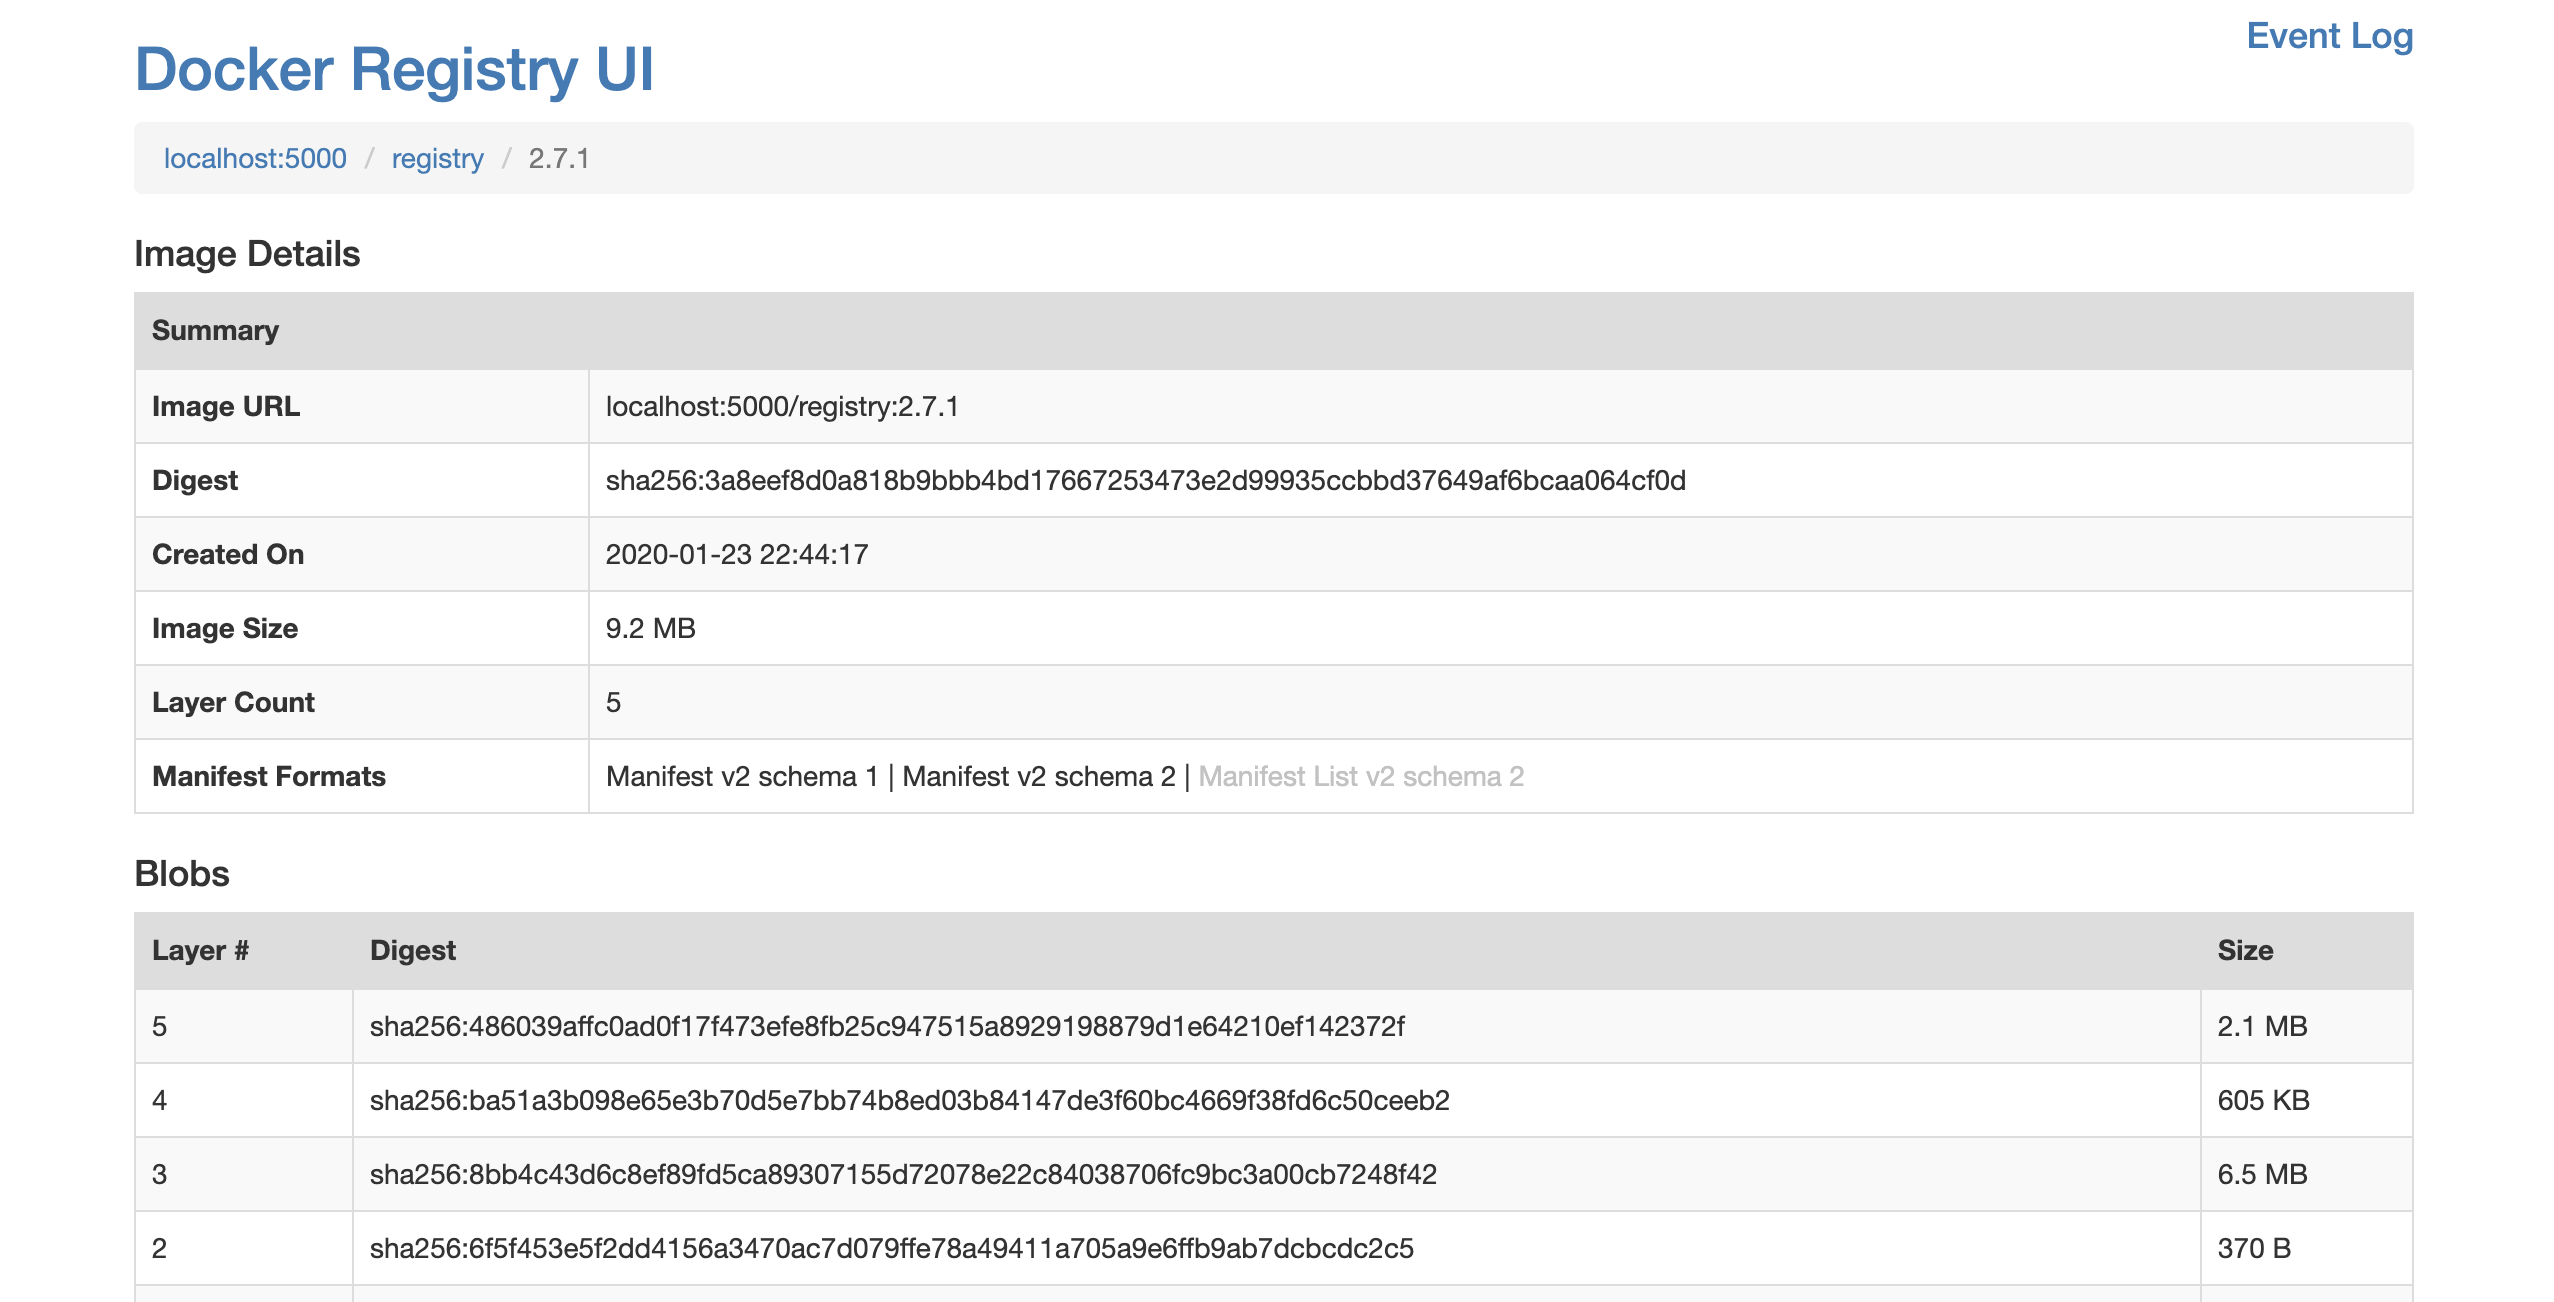 Event Log
Docker Registry UI
localhost:5000 / registry / 2.7.1
Image Details
Summary
Image URL localhost:5000/registry:2.7.1
Digest sha256:3a8eef8d0a818b9bbb4bd17667253473e2d99935ccbbd37649af6bcaa064cf0d
Created On 2020-01-23 22:44:17
Image Size 9.2 MB
Layer Count 5
Manifest Formats Manifest v2 schema 1 | Manifest v2 schema 2 | Manifest List v2 schema 2
Blobs
Layer # Digest Size
5 sha256:486039affc0ad0f17f473efe8fb25c947515a8929198879d1e64210ef142372f 2.1 MB
4 sha256:ba51a3b098e65e3b70d5e7bb74b8ed03b84147de3f60bc4669f38fd6c50ceeb2 605 KB
3 sha256:8bb4c43d6c8ef89fd5ca89307155d72078e22c84038706fc9bc3a00cb7248f42 6.5 MB
2 sha256:6f5f453e5f2dd4156a3470ac7d079ffe78a49411a705a9e6ffb9ab7dcbcdc2c5 370 B